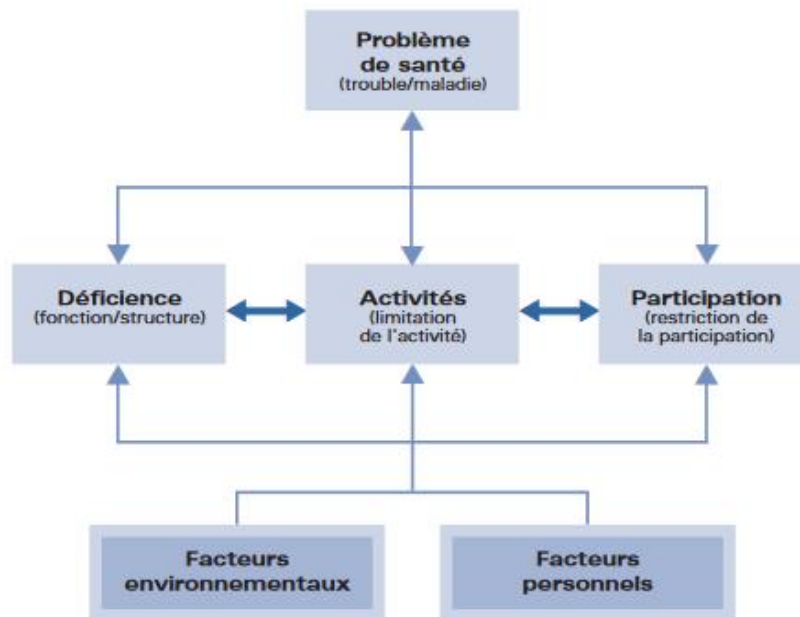 Problème
de santé
(trouble/maladie)
Déficience
(fonction/structure)
Activités
(limitation
de l'activité)
Participation
(restriction de
la participation)
Facteurs
environnementaux
Facteurs
personnels